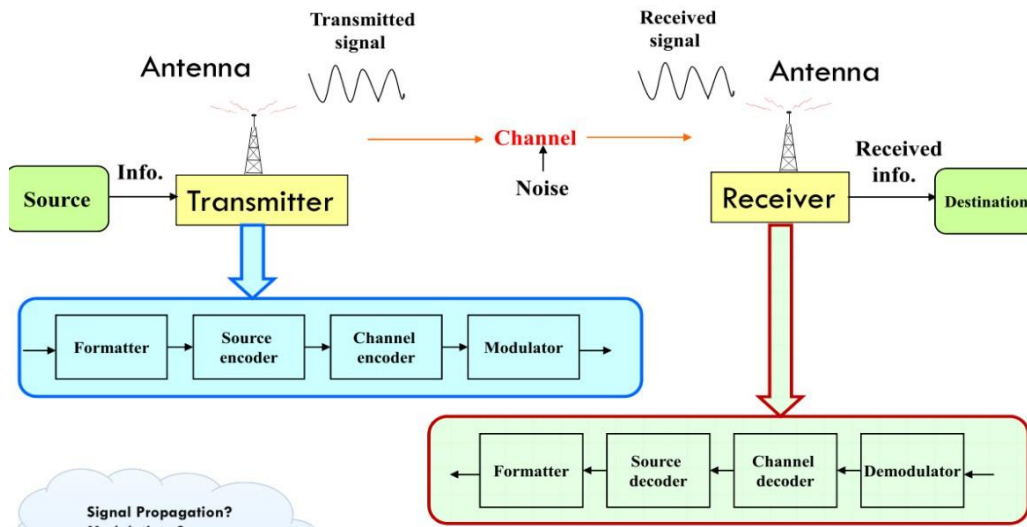 Transmitted
signal
Received
signal
Antenna
Antenna
Info.
Channel
Noise
Received
info.
Source
Transmitter
Receiver
Destination
Formatter
Source
encoder
Channel
encoder
Modulator
Formatter
Source
decoder
Channel
decoder
Demodulator
Signal Propagation?